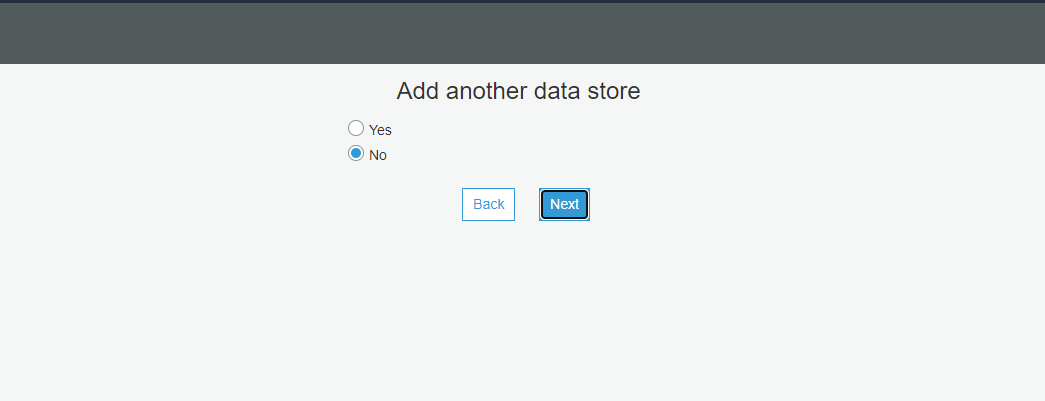 Add another data store
Yes
No
Back Next